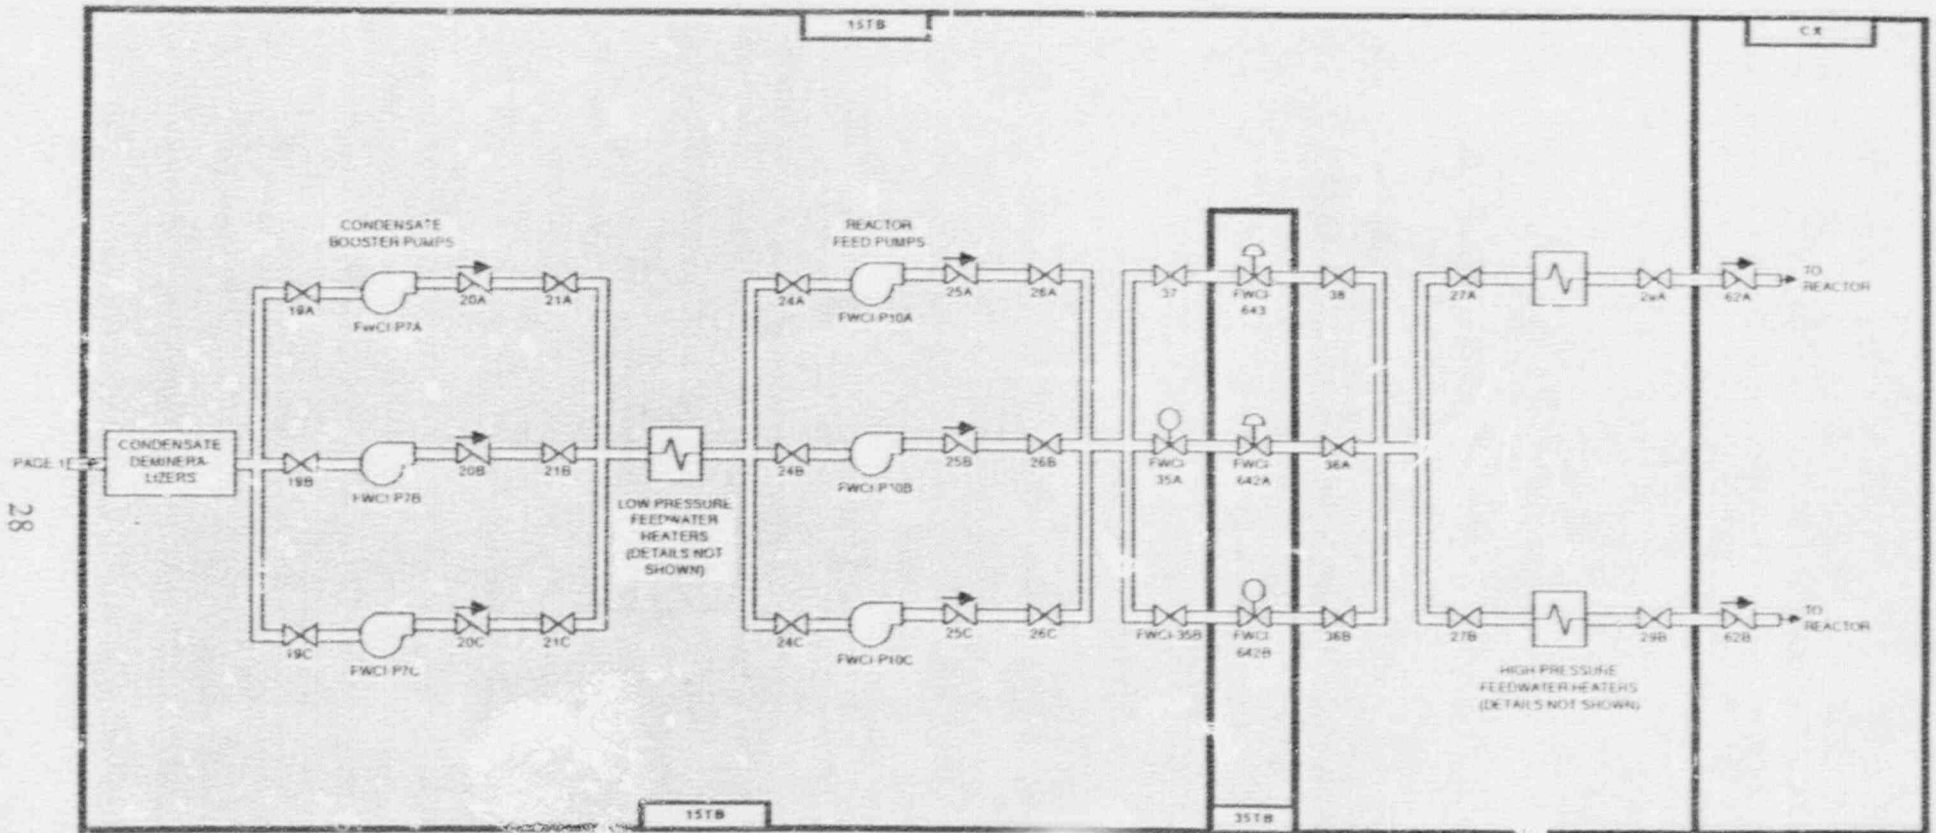 15TB
CX
CONDENSATE
BOOSTER PUMPS
REACTOR
FEED PUMPS
19A
FWCI-P7A
20A
21A
24A
FWCI-P10A
25A
26A
37
FWCI-
643
38
27A
29A
62A
TO
REACTOR
PAGE 1
CONDENSATE
DEMINERA-
LIZERS
19B
FWCI-P7B
20B
21B
LOW PRESSURE
FEEDWATER
HEATERS
(DETAILS NOT
SHOWN)
24B
FWCI-P10B
25B
26B
FWCI-
35A
FWCI-
642A
36A
28
19C
FWCI-P7C
20C
21C
24C
FWCI-P10C
25C
26C
FWCI-35B
FWCI-
642B
36B
27B
29B
62B
TO
REACTOR
HIGH PRESSURE
FEEDWATER HEATERS
(DETAILS NOT SHOWN)
15TB
35TB